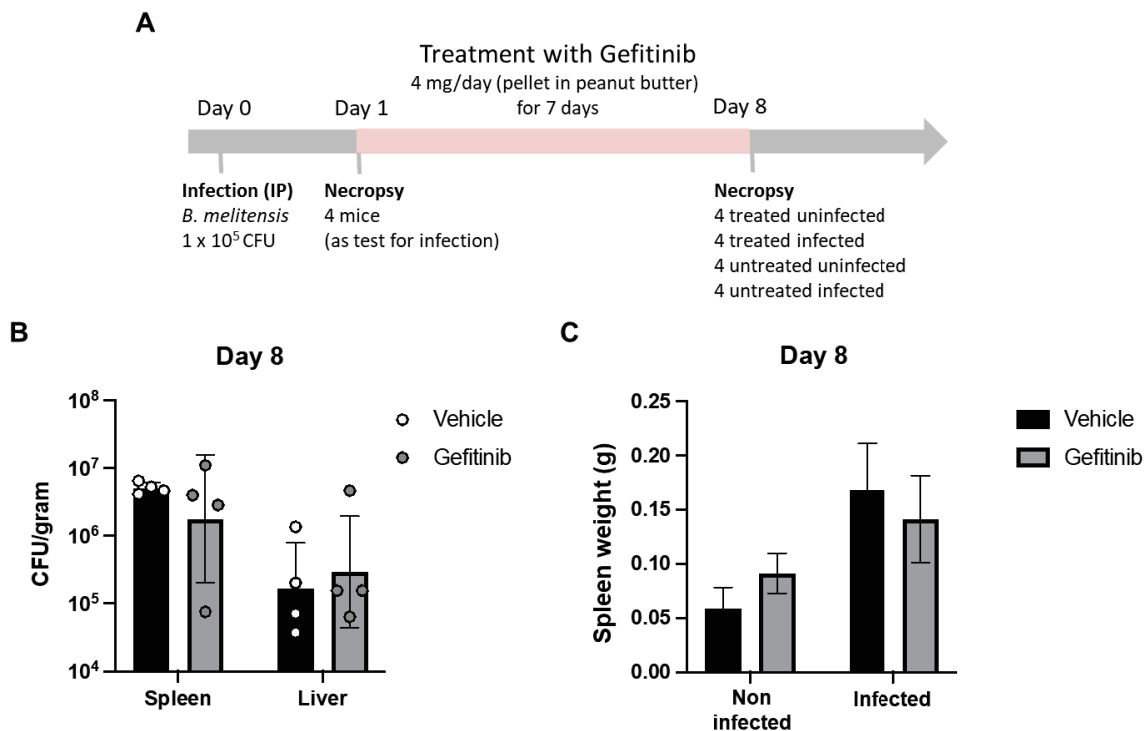 A
Treatment with Gefitinib
4 mg/day (pellet in peanut butter)
for 7 days
Day 0
Day 1
Day 8
Infection (IP)
B. melitensis
1 x 10⁵ CFU
Necropsy
4 mice
(as test for infection)
Necropsy
4 treated uninfected
4 treated infected
4 untreated uninfected
4 untreated infected
B
Day 8
CFU/gram
10⁸
10⁷
10⁶
10⁵
10⁴
Spleen
Liver
Vehicle
Gefitinib
C
Day 8
Spleen weight (g)
0.25
0.20
0.15
0.10
0.05
0.00
Non
infected
Infected
Vehicle
Gefitinib